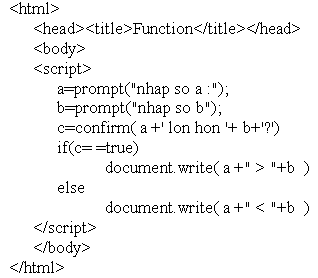 <html>
<head><title>Function</title></head>
<body>
<script>
a=prompt("nhap so a :");
b=prompt("nhap so b");
c=confirm( a +' lon hon '+ b+'?')
if(c= =true)
document.write( a +" > "+b )
else
document.write( a +" < "+b )
</script>
</body>
</html>